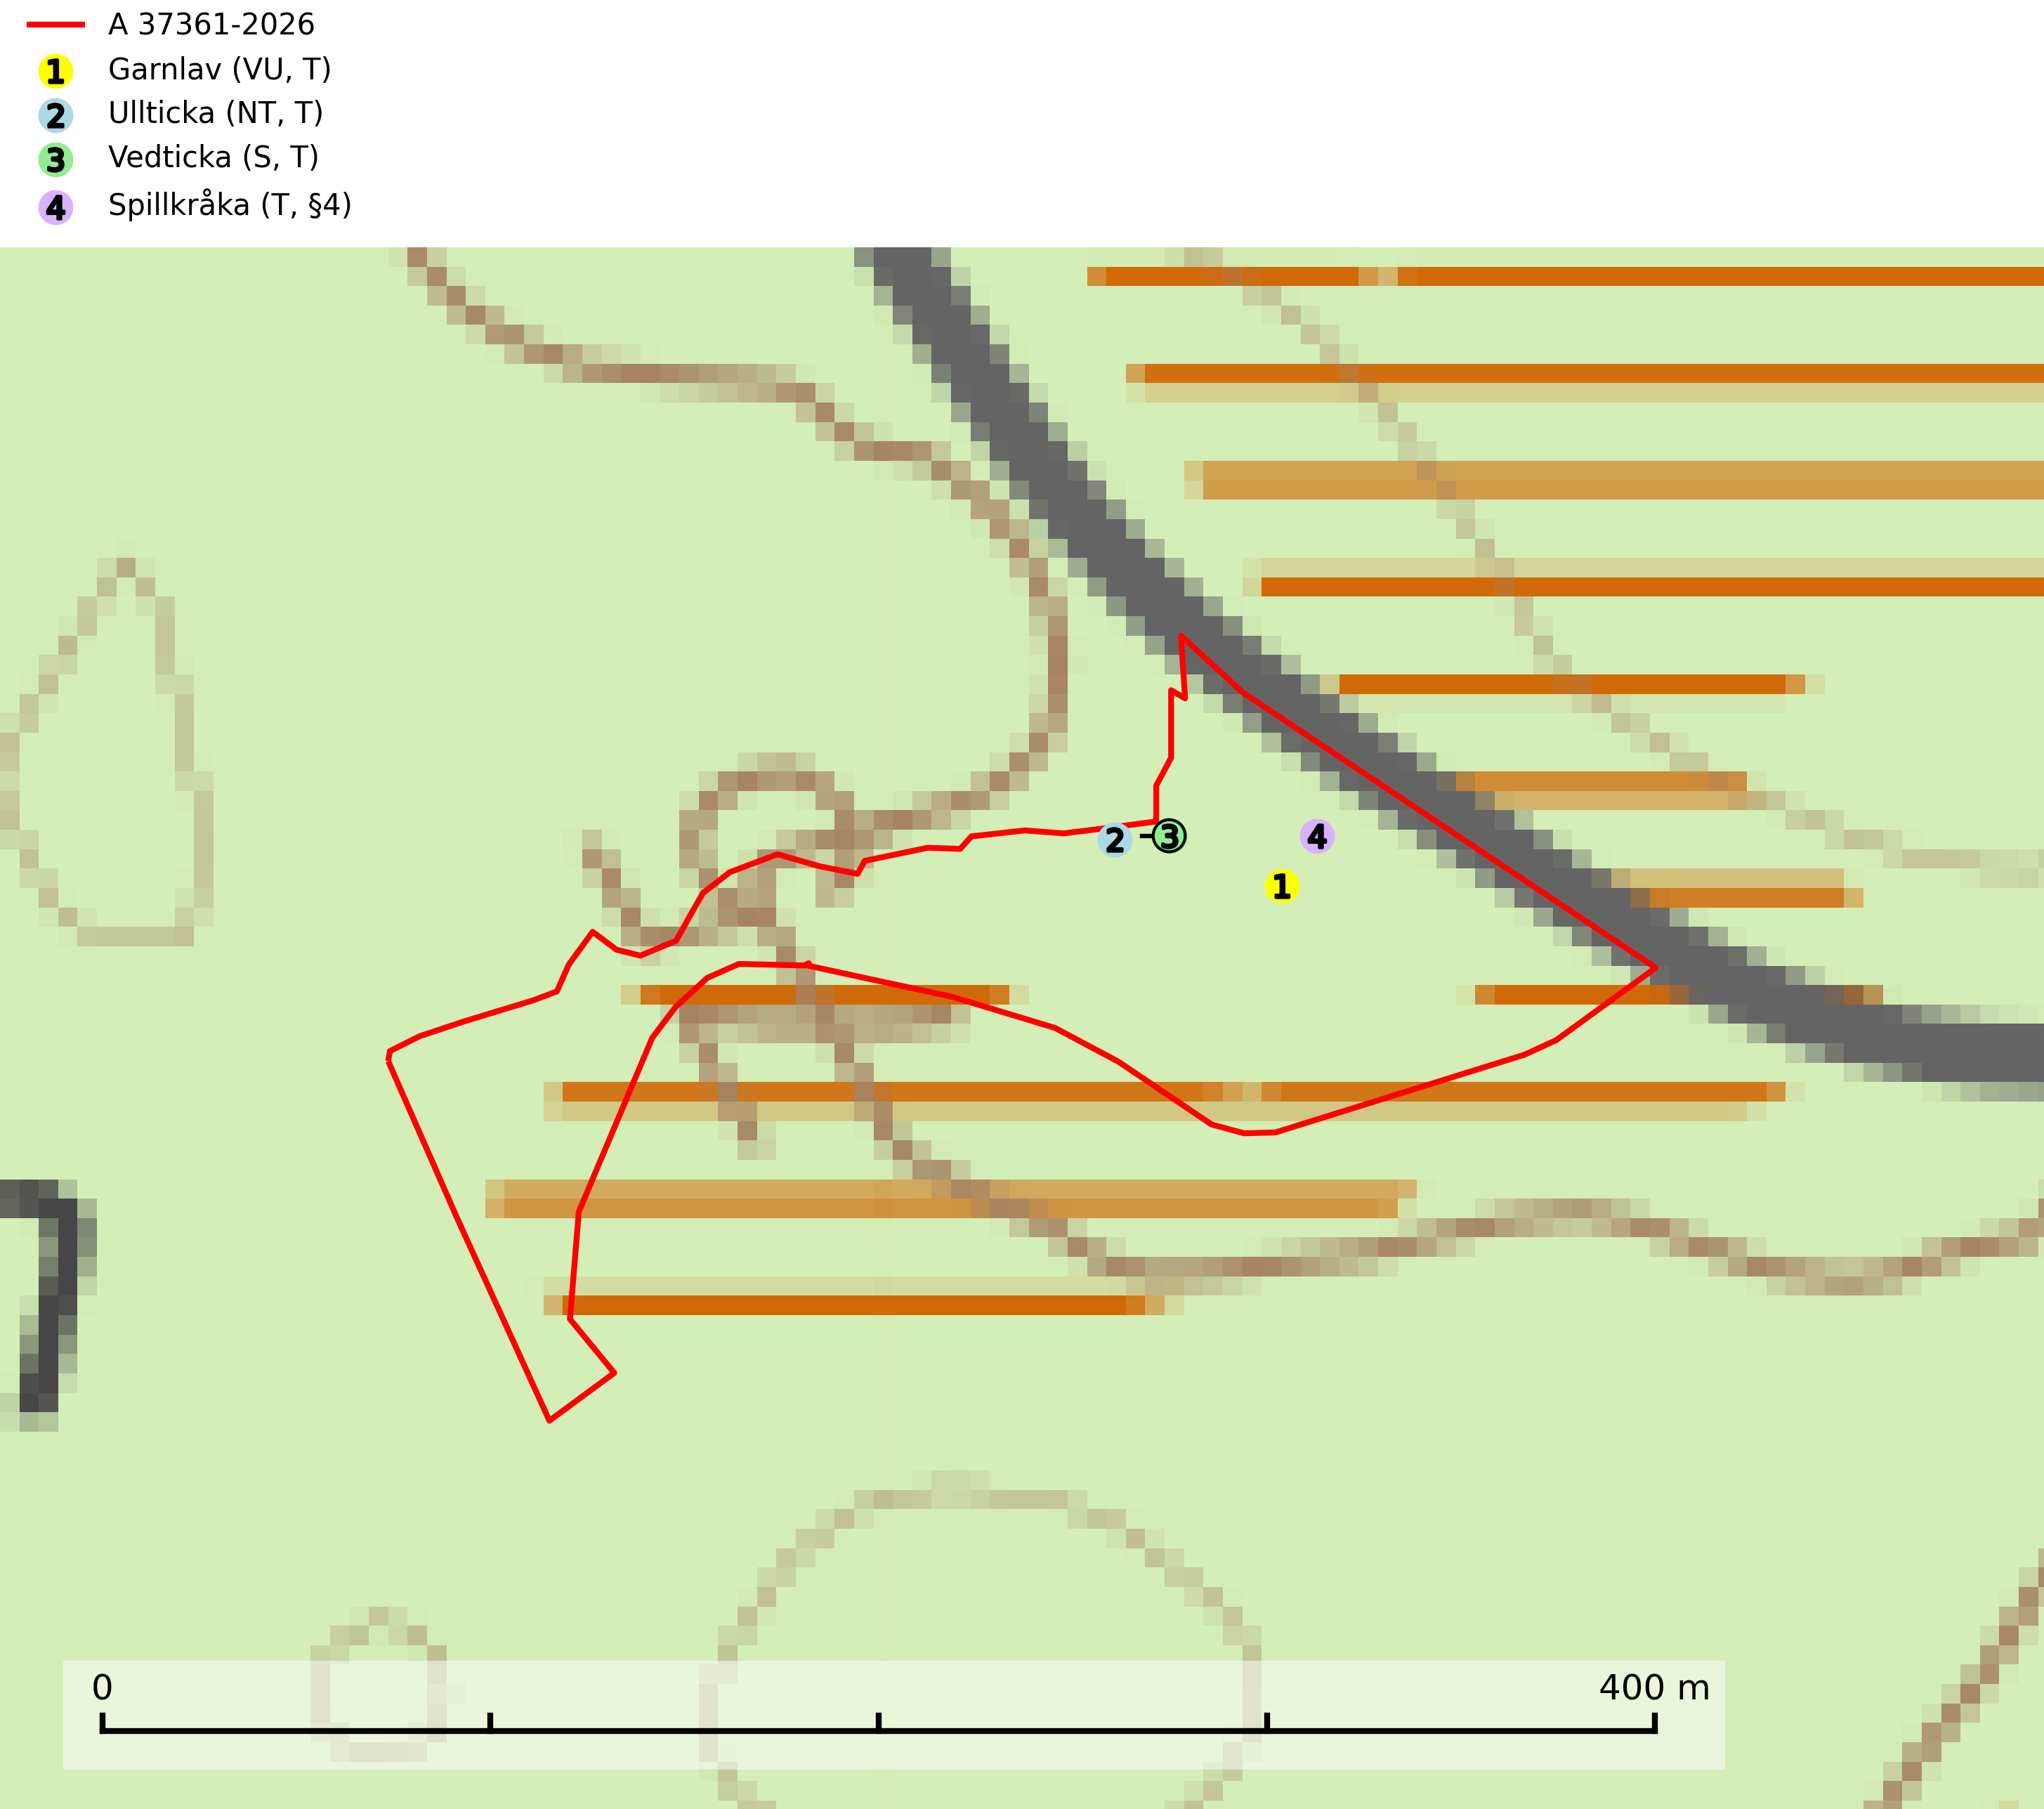 A 37361-2026
1 Garnlav (VU, T)
2 Ullticka (NT, T)
3 Vedticka (S, T)
4 Spillkråka (T, §4)
2 3 4
1
0 400 m